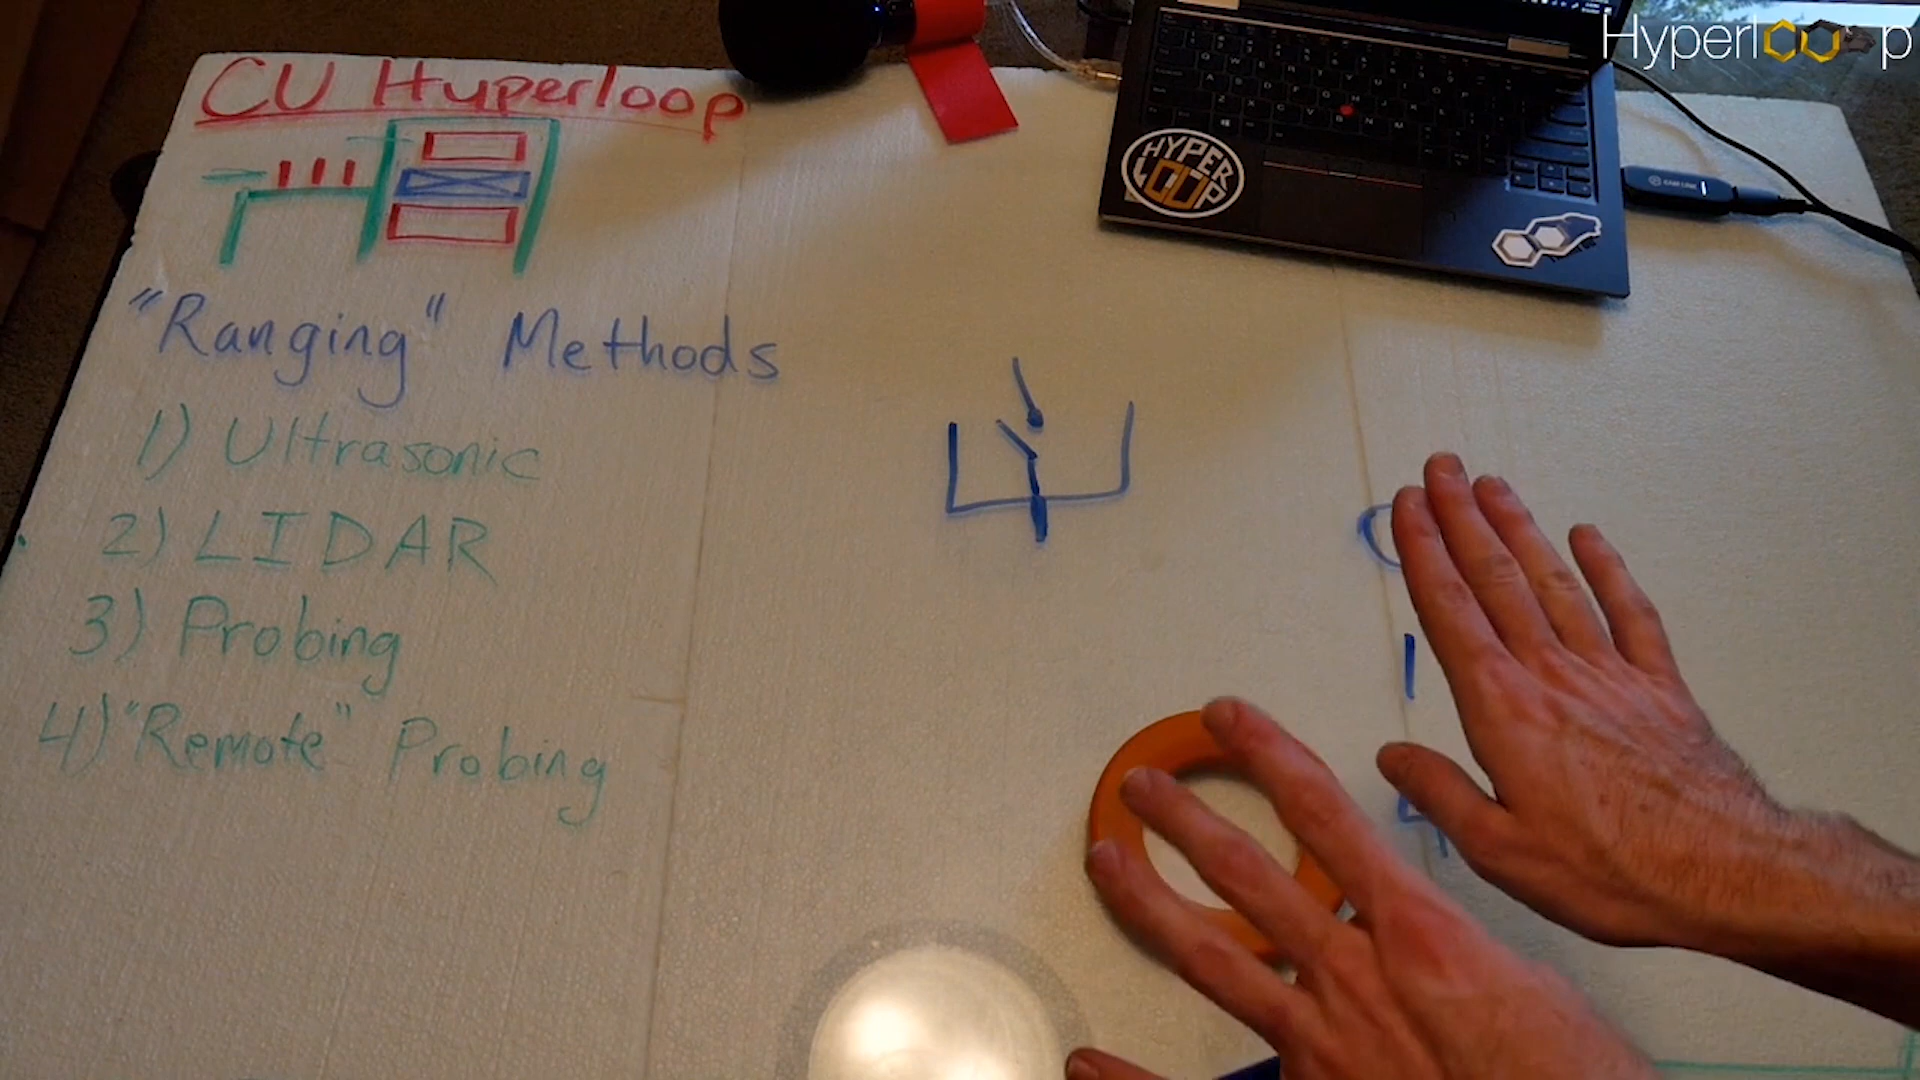 CU Hyperloop
"Ranging" Methods
1) Ultrasonic
2) LIDAR
3) Probing
4) "Remote" Probing
HYPER
LOOP
Hyperloop